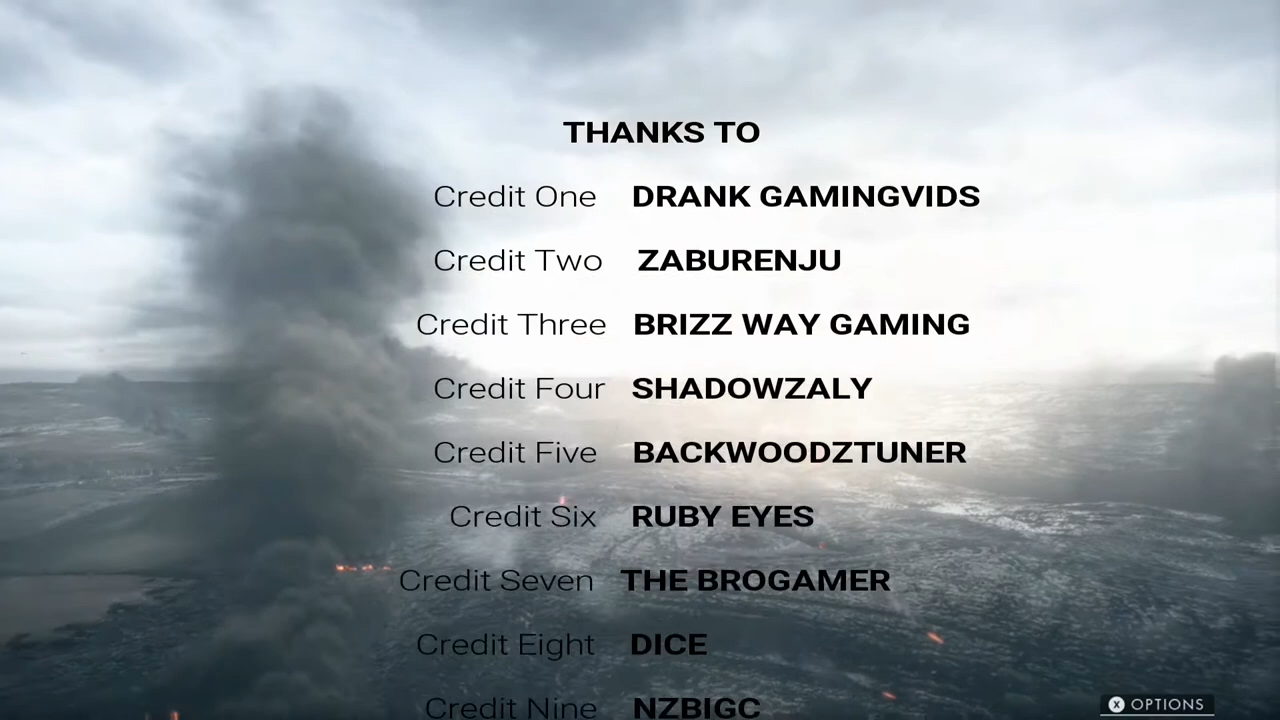 THANKS TO
Credit One DRANK GAMINGVIDS
Credit Two ZABURENJU
Credit Three BRIZZ WAY GAMING
Credit Four SHADOWZALY
Credit Five BACKWOODZTUNER
Credit Six RUBY EYES
Credit Seven THE BROGAMER
Credit Eight DICE
Credit Nine NZBIGC
X OPTIONS